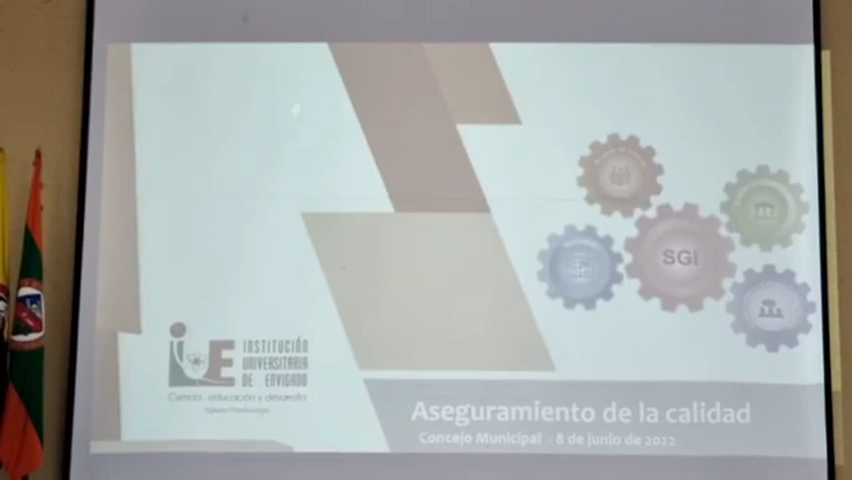 SGI
INSTITUCIÓN
UNIVERSITARIA
DE ENVIGADO
Ciencia, educación y desarrollo
Aseguramiento de la calidad
Concejo Municipal - 8 de junio de 2022